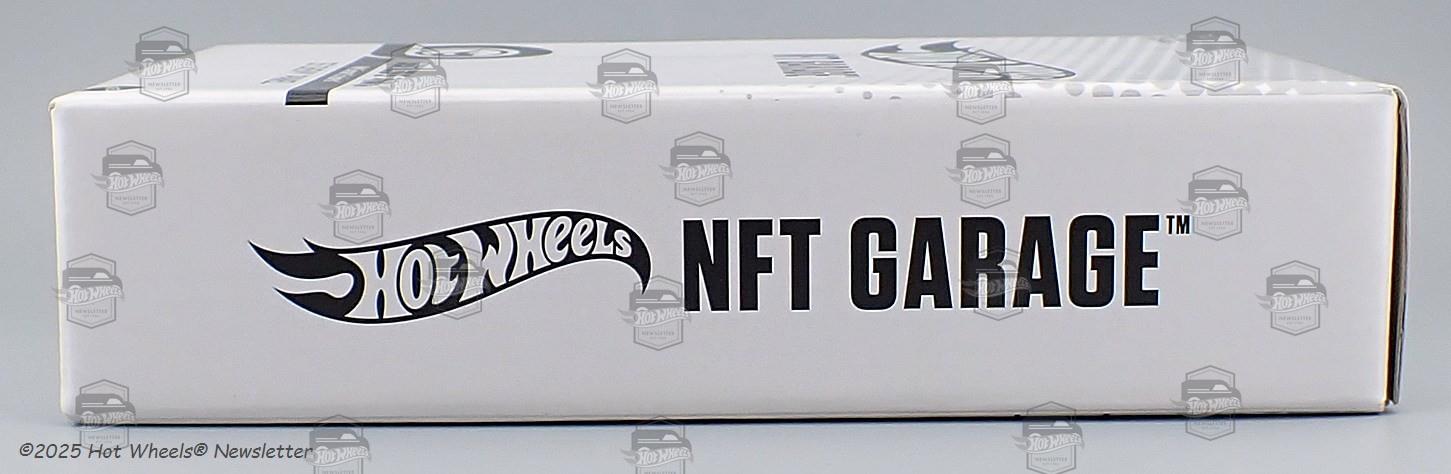 HOT WHEELS NFT GARAGE™
©2025 Hot Wheels® Newsletter